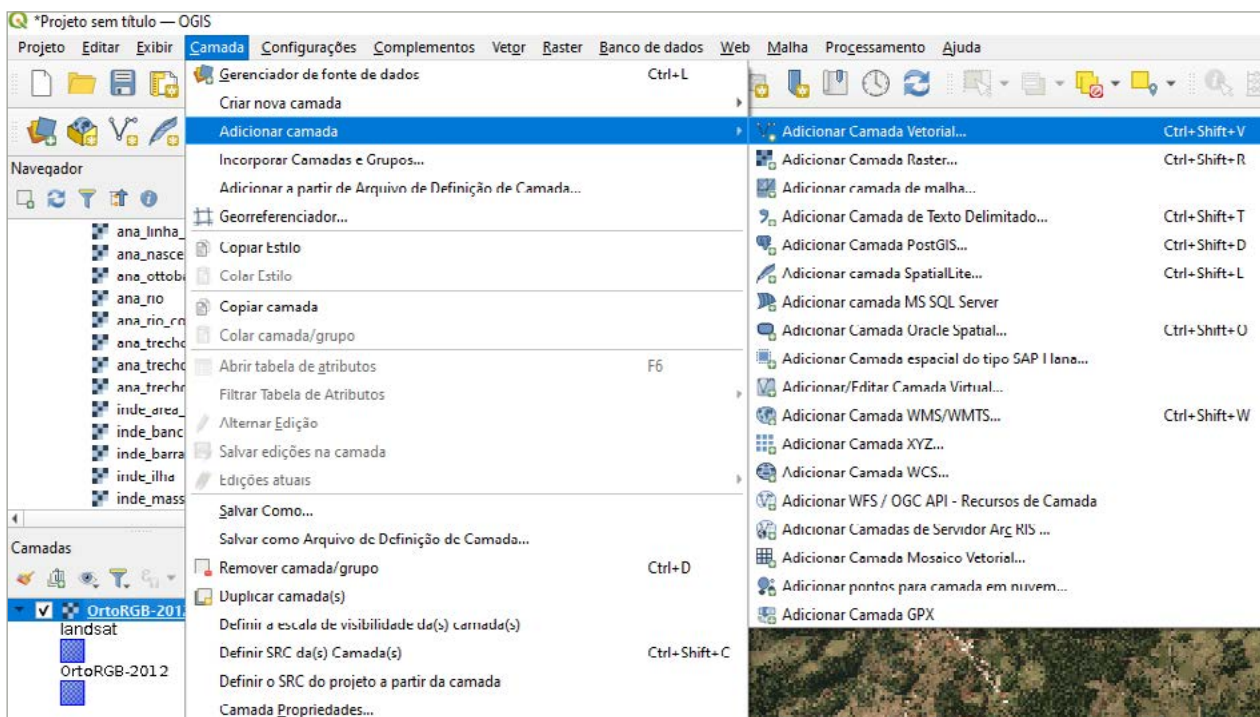 *Projeto sem título — QGIS
Projeto Editar Exibir Camada Configurações Complementos Vetor Raster Banco de dados Web Malha Processamento Ajuda
Gerenciador de fonte de dados Ctrl+L
Criar nova camada
Adicionar camada
Incorporar Camadas e Grupos...
Adicionar a partir de Arquivo de Definição de Camada...
Georreferenciador...
Copiar Estilo
Colar Estilo
Copiar camada
Colar camada/grupo
Abrir tabela de atributos F6
Filtrar Tabela de Atributos
Alternar Edição
Salvar edições na camada
Edições atuais
Salvar Como...
Salvar como Arquivo de Definição de Camada...
Remover camada/grupo Ctrl+D
Duplicar camada(s)
Definir a escala de visibilidade da(s) camada(s)
Definir SRC da(s) Camada(s) Ctrl+Shift+C
Definir o SRC do projeto a partir da camada
Camada Propriedades...
Adicionar Camada Vetorial... Ctrl+Shift+V
Adicionar Camada Raster... Ctrl+Shift+R
Adicionar camada de malha...
Adicionar Camada de Texto Delimitado... Ctrl+Shift+T
Adicionar Camada PostGIS... Ctrl+Shift+D
Adicionar camada SpatialLite... Ctrl+Shift+L
Adicionar camada MS SQL Server
Adicionar Camada Oracle Spatial... Ctrl+Shift+O
Adicionar Camada espacial do tipo SAP Hana...
Adicionar/Editar Camada Virtual...
Adicionar Camada WMS/WMTS... Ctrl+Shift+W
Adicionar Camada XYZ...
Adicionar Camada WCS...
Adicionar WFS / OGC API - Recursos de Camada
Adicionar Camadas de Servidor Arc RIS ...
Adicionar Camada Mosaico Vetorial...
Adicionar pontos para camada em nuvem...
Adicionar Camada GPX
Navegador
ana_linha_
ana_nasce
ana_ottoba
ana_rio
ana_rio_co
ana_trecho
ana_trecho
ana_trecho
inde_area_
inde_banc
inde_barra
inde_ilha
inde_mass
Camadas
OrtoRGB-2012
landsat
OrtoRGB-2012